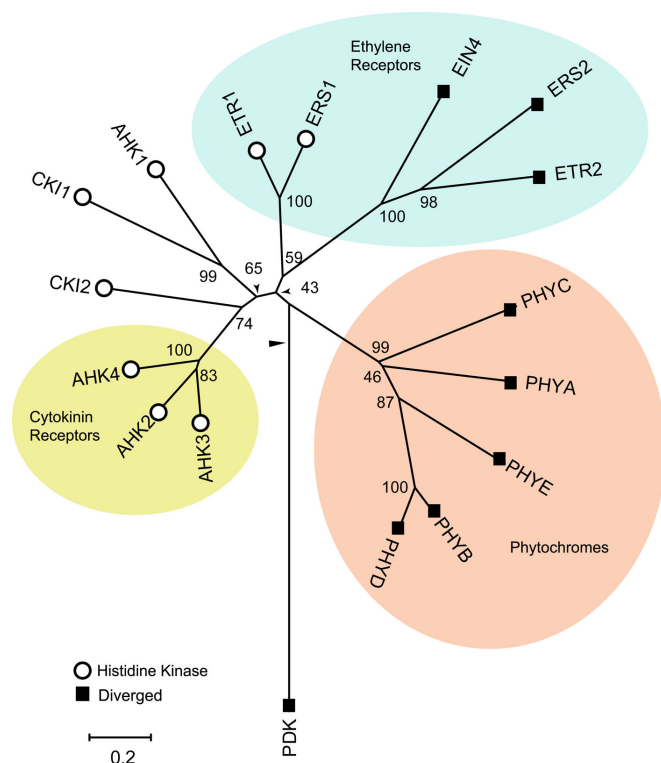 Ethylene
Receptors
EIN4
ERS2
ETR2
ERS1
ETR1
AHK1
CKI1
CKI2
100
100
98
59
65
43
99
74
100
83
AHK4
AHK2
AHK3
Cytokinin
Receptors
PHYC
PHYA
PHYE
PHYB
PHYD
99
46
87
100
Phytochromes
Histidine Kinase
Diverged
0.2
PDK